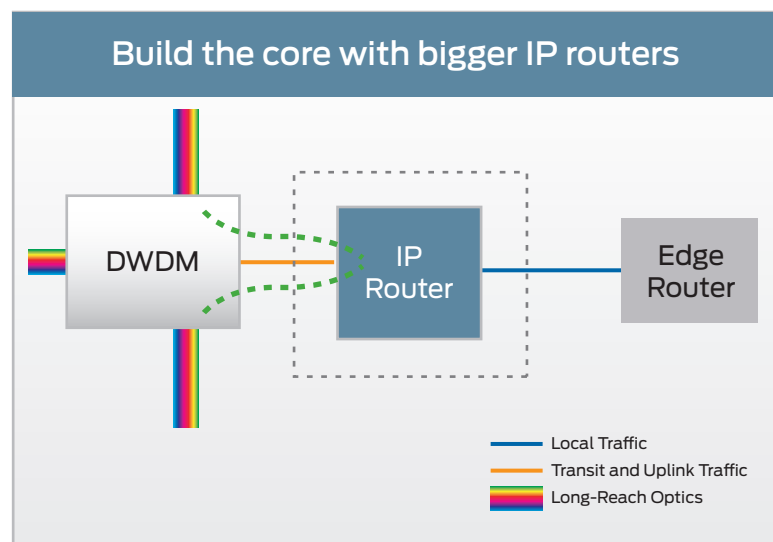 Build the core with bigger IP routers
DWDM
IP
Router
Edge
Router
Local Traffic
Transit and Uplink Traffic
Long-Reach Optics